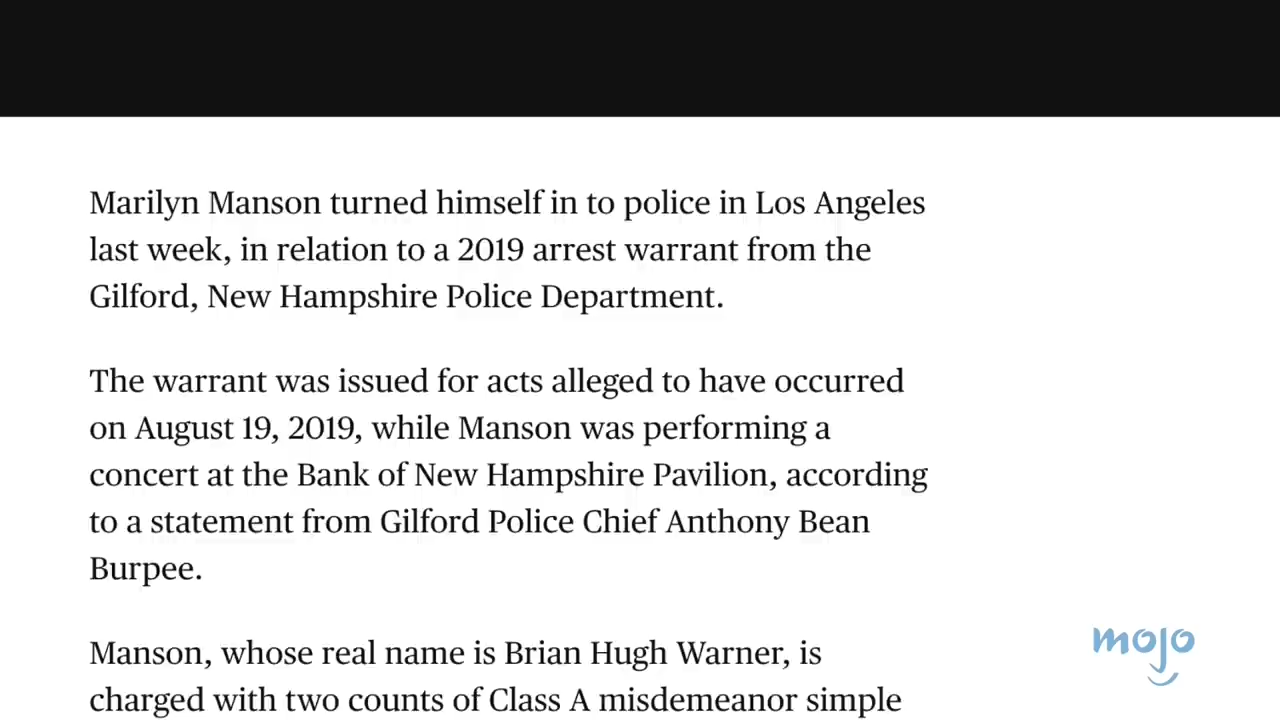 Marilyn Manson turned himself in to police in Los Angeles
last week, in relation to a 2019 arrest warrant from the
Gilford, New Hampshire Police Department.
The warrant was issued for acts alleged to have occurred
on August 19, 2019, while Manson was performing a
concert at the Bank of New Hampshire Pavilion, according
to a statement from Gilford Police Chief Anthony Bean
Burpee.
Manson, whose real name is Brian Hugh Warner, is
charged with two counts of Class A misdemeanor simple
mojo